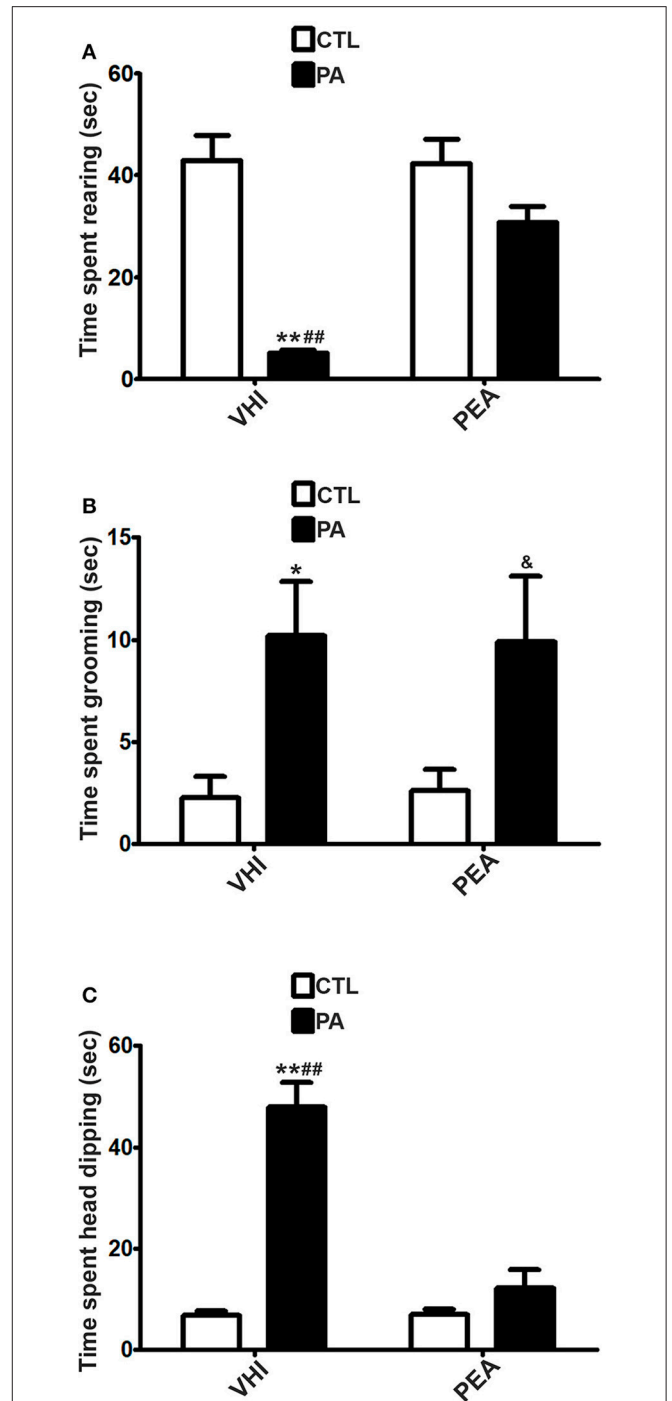 A
CTL
PA
Time spent rearing (sec)
60
40
20
0
**##
VHI
PEA
B
CTL
PA
Time spent grooming (sec)
15
10
5
0
*
&
VHI
PEA
C
CTL
PA
Time spent head dipping (sec)
60
40
20
0
**##
VHI
PEA